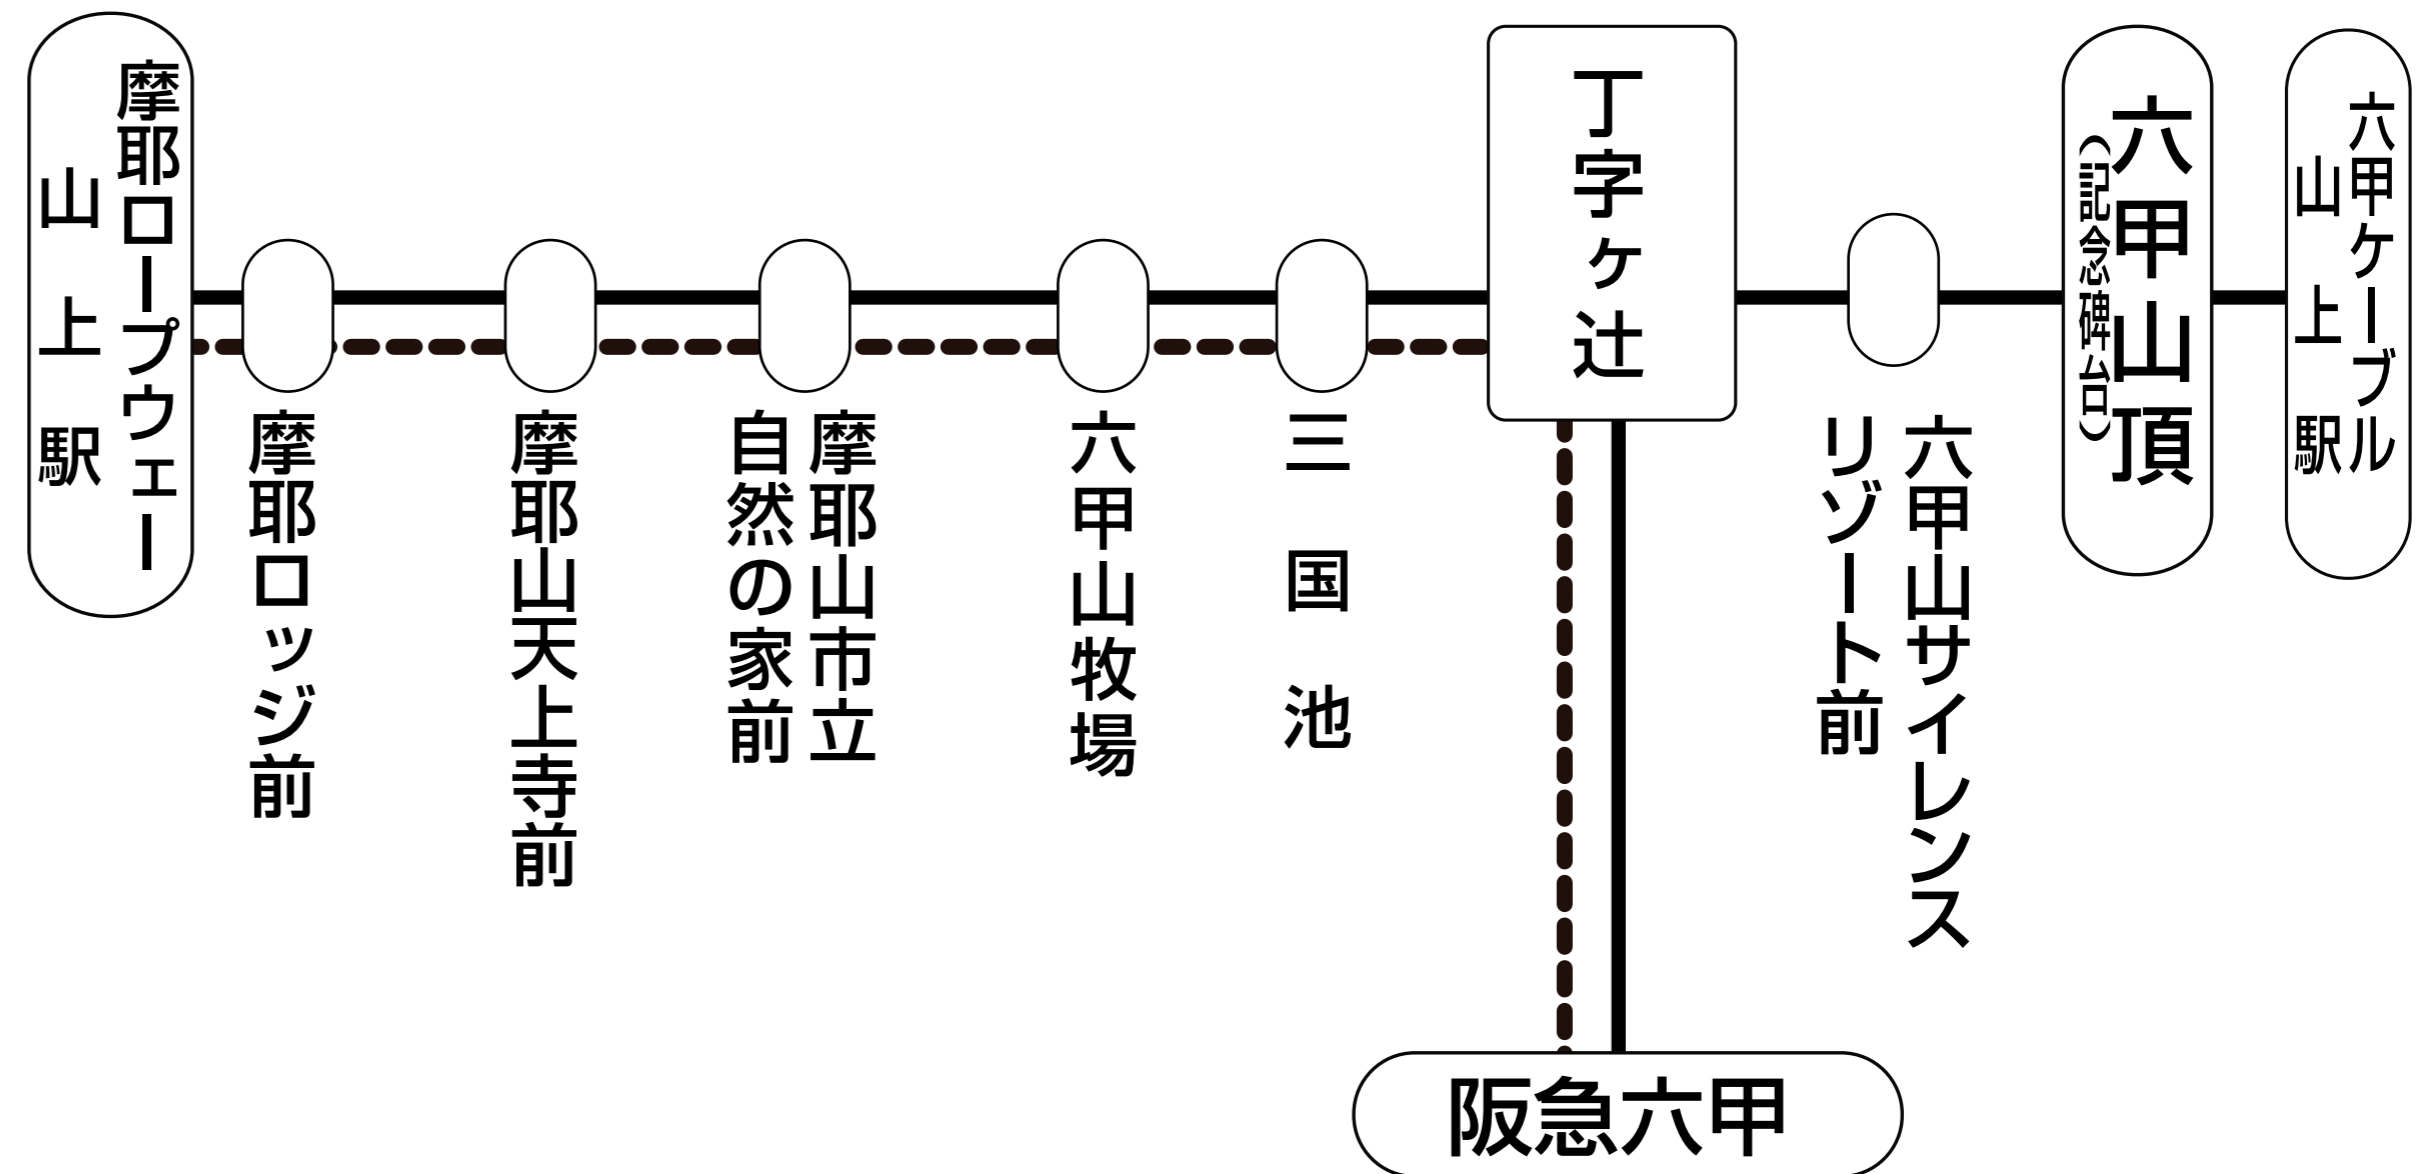 摩耶ロープウェー
山上駅
摩耶ロッジ前
摩耶山天上寺前
摩耶山市立
自然の家前
六甲山牧場
三国池
丁字ヶ辻
六甲山サイレンス
リゾート前
六甲山頂
（記念碑台）
六甲ケーブル
山上駅
阪急六甲